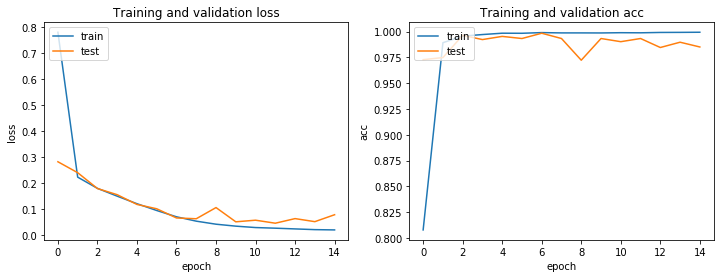 Training and validation loss
0.8
0.7
0.6
0.5
0.4
0.3
0.2
0.1
0.0
loss
train
test
0 2 4 6 8 10 12 14
epoch
Training and validation acc
1.000
0.975
0.950
0.925
0.900
0.875
0.850
0.825
0.800
acc
train
test
0 2 4 6 8 10 12 14
epoch